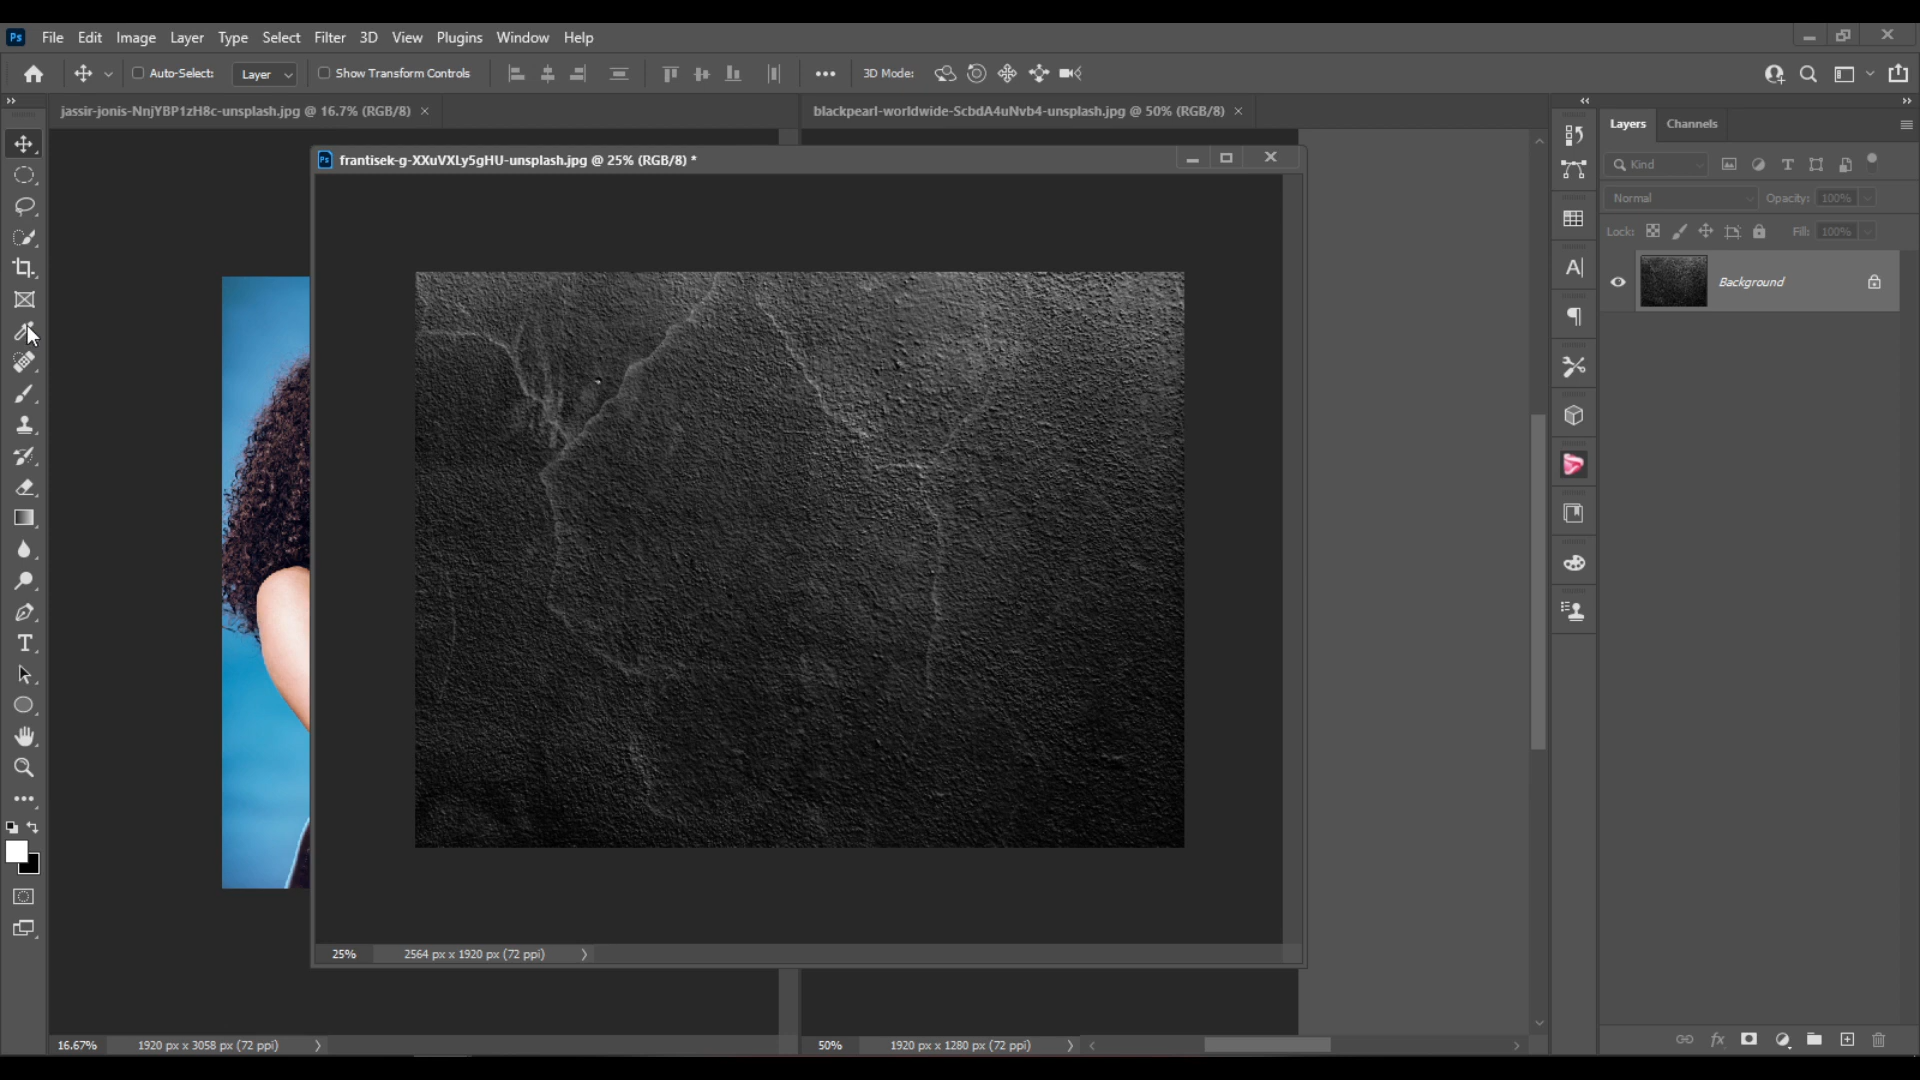 Ps File Edit Image Layer Type Select Filter 3D View Plugins Window Help
Auto-Select: Layer Show Transform Controls 3D Mode:
jassir-jonis-NnjYBP1zH8c-unsplash.jpg @ 16.7% (RGB/8)
blackpearl-worldwide-ScbdA4uNvb4-unsplash.jpg @ 50% (RGB/8)
Layers Channels
Ps frantisek-g-XXuVXLy5gHU-unsplash.jpg @ 25% (RGB/8) *
Kind
Normal Opacity: 100%
Lock: Fill: 100%
Background
25% 2564 px x 1920 px (72 ppi)
16.67% 1920 px x 3058 px (72 ppi)
50% 1920 px x 1280 px (72 ppi)